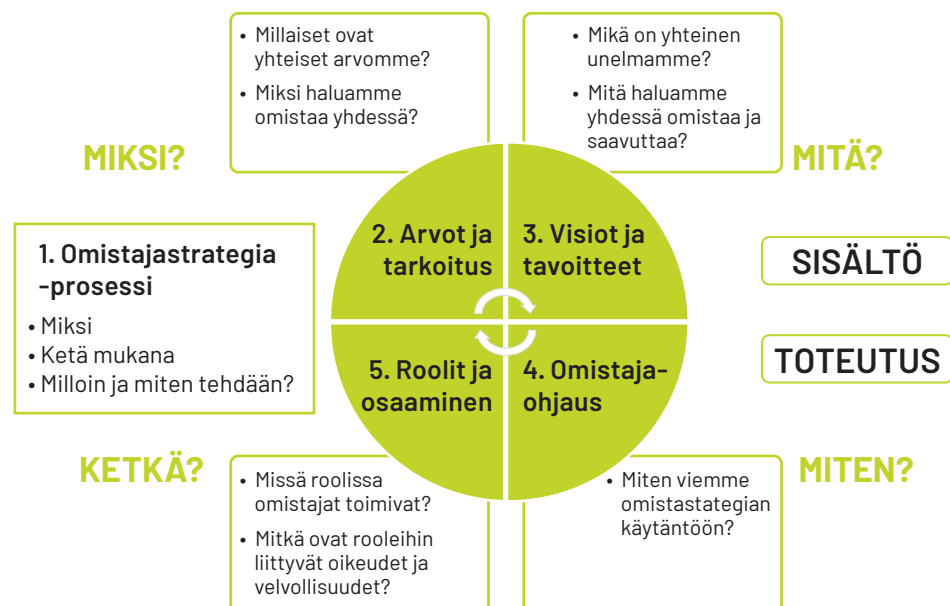 • Millaiset ovat
yhteiset arvomme?
• Miksi haluamme
omistaa yhdessä?
• Mikä on yhteinen
unelmamme?
• Mitä haluamme
yhdessä omistaa ja
saavuttaa?
MIKSI?
MITÄ?
1. Omistajastrategia
-prosessi
• Miksi
• Ketä mukana
• Milloin ja miten tehdään?
2. Arvot ja
tarkoitus
3. Visiot ja
tavoitteet
SISÄLTÖ
TOTEUTUS
5. Roolit ja
osaaminen
4. Omistaja-
ohjaus
KETKÄ?
MITEN?
• Missä roolissa
omistajat toimivat?
• Mitkä ovat rooleihin
liittyvät oikeudet ja
velvollisuudet?
• Miten viemme
omistastategian
käytäntöön?